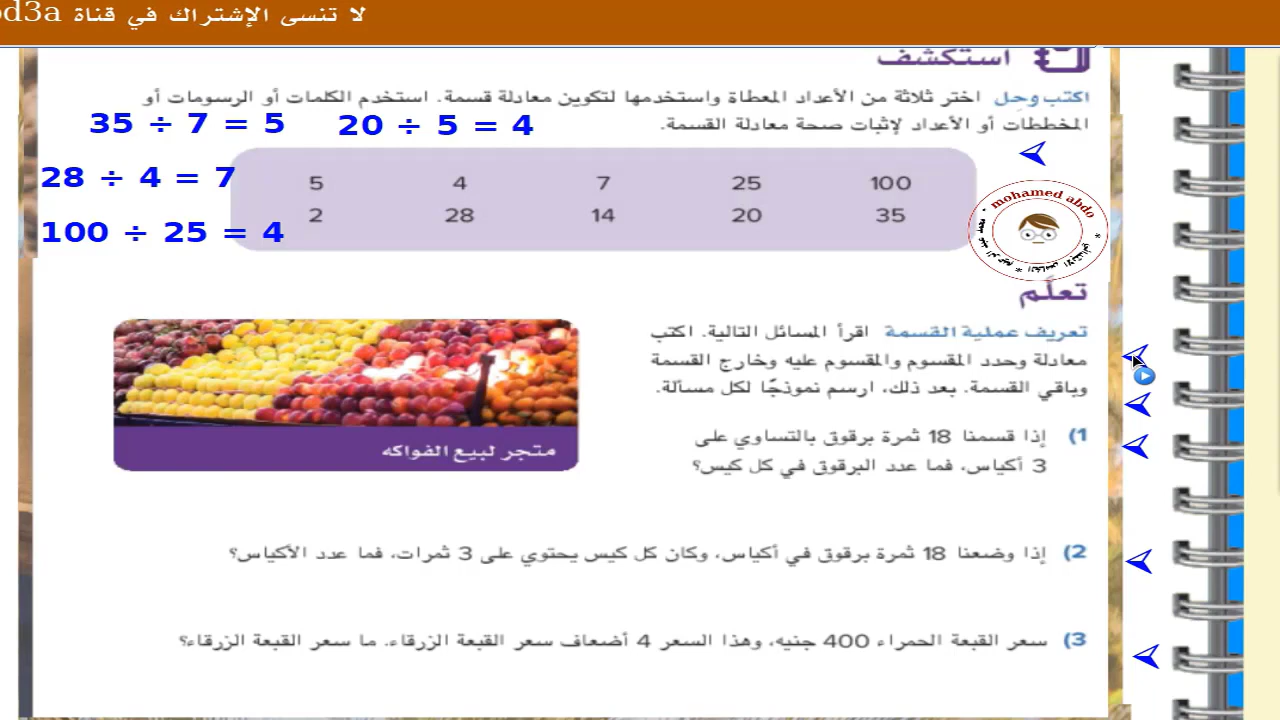 لا تنسى الإشتراك في قناة od3a
استكشف
اكتب وحِل اختر ثلاثة من الأعداد المعطاة واستخدمها لتكوين معادلة قسمة. استخدم الكلمات أو الرسومات أو
المخططات أو الأعداد لإثبات صحة معادلة القسمة.
20 ÷ 5 = 4
35 ÷ 7 = 5
28 ÷ 4 = 7
100 ÷ 25 = 4
5 4 7 25 100
2 28 14 20 35
mohamed abdo
تعلَّم
تعريف عملية القسمة اقرأ المسائل التالية. اكتب
معادلة وحدد المقسوم والمقسوم عليه وخارج القسمة
وباقي القسمة. بعد ذلك، ارسم نموذجًا لكل مسألة.
متجر لبيع الفواكه
1) إذا قسمنا 18 ثمرة برقوق بالتساوي على
3 أكياس، فما عدد البرقوق في كل كيس؟
2) إذا وضعنا 18 ثمرة برقوق في أكياس، وكان كل كيس يحتوي على 3 ثمرات، فما عدد الأكياس؟
3) سعر القبعة الحمراء 400 جنيه، وهذا السعر 4 أضعاف سعر القبعة الزرقاء. ما سعر القبعة الزرقاء؟